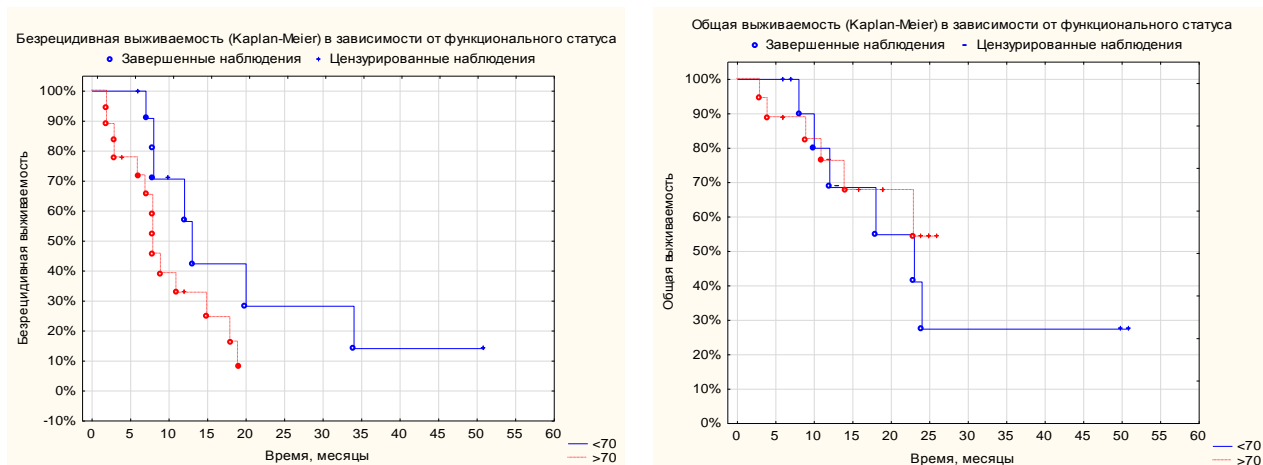 Безрецидивная выживаемость (Kaplan-Meier) в зависимости от функционального статуса
Завершенные наблюдения
Цензурированные наблюдения
Безрецидивная выживаемость
100%
90%
80%
70%
60%
50%
40%
30%
20%
10%
0%
-10%
0 5 10 15 20 25 30 35 40 45 50 55 60
Время, месяцы
<70
>70
Общая выживаемость (Kaplan-Meier) в зависимости от функционального статуса
Завершенные наблюдения
Цензурированные наблюдения
Общая выживаемость
100%
90%
80%
70%
60%
50%
40%
30%
20%
10%
0%
0 5 10 15 20 25 30 35 40 45 50 55 60
Время, месяцы
<70
>70